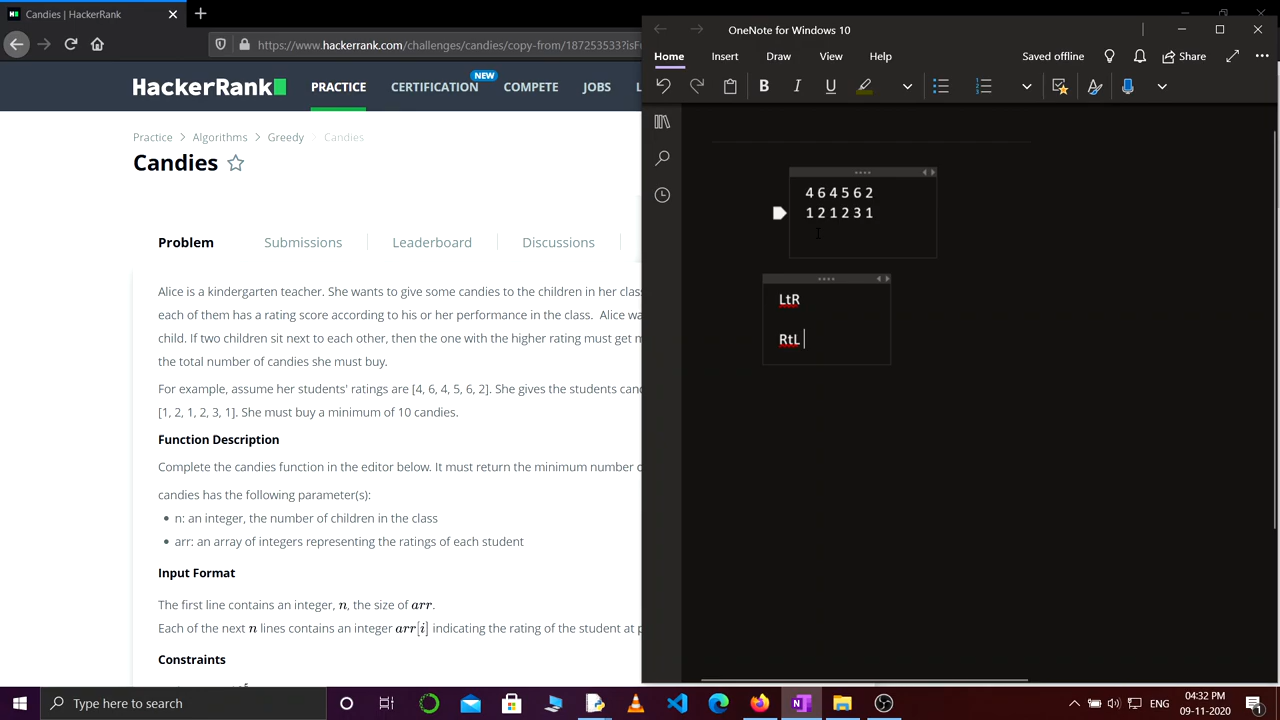 Candies | HackerRank
https://www.hackerrank.com/challenges/candies/copy-from/187253533?isFu
HackerRank
PRACTICE
NEW
CERTIFICATION
COMPETE
JOBS
L
Practice > Algorithms > Greedy > Candies
Candies
Problem
Submissions
Leaderboard
Discussions
Alice is a kindergarten teacher. She wants to give some candies to the children in her clas
each of them has a rating score according to his or her performance in the class. Alice wa
child. If two children sit next to each other, then the one with the higher rating must get m
the total number of candies she must buy.
For example, assume her students' ratings are [4, 6, 4, 5, 6, 2]. She gives the students can
[1, 2, 1, 2, 3, 1]. She must buy a minimum of 10 candies.
Function Description
Complete the candies function in the editor below. It must return the minimum number o
candies has the following parameter(s):
• n: an integer, the number of children in the class
• arr: an array of integers representing the ratings of each student
Input Format
The first line contains an integer, n, the size of arr.
Each of the next n lines contains an integer arr[i] indicating the rating of the student at p
Constraints
OneNote for Windows 10
Home
Insert
Draw
View
Help
Saved offline
Share
B I U
4 6 4 5 6 2
1 2 1 2 3 1
LtR
RtL
Type here to search
ENG
04:32 PM
09-11-2020